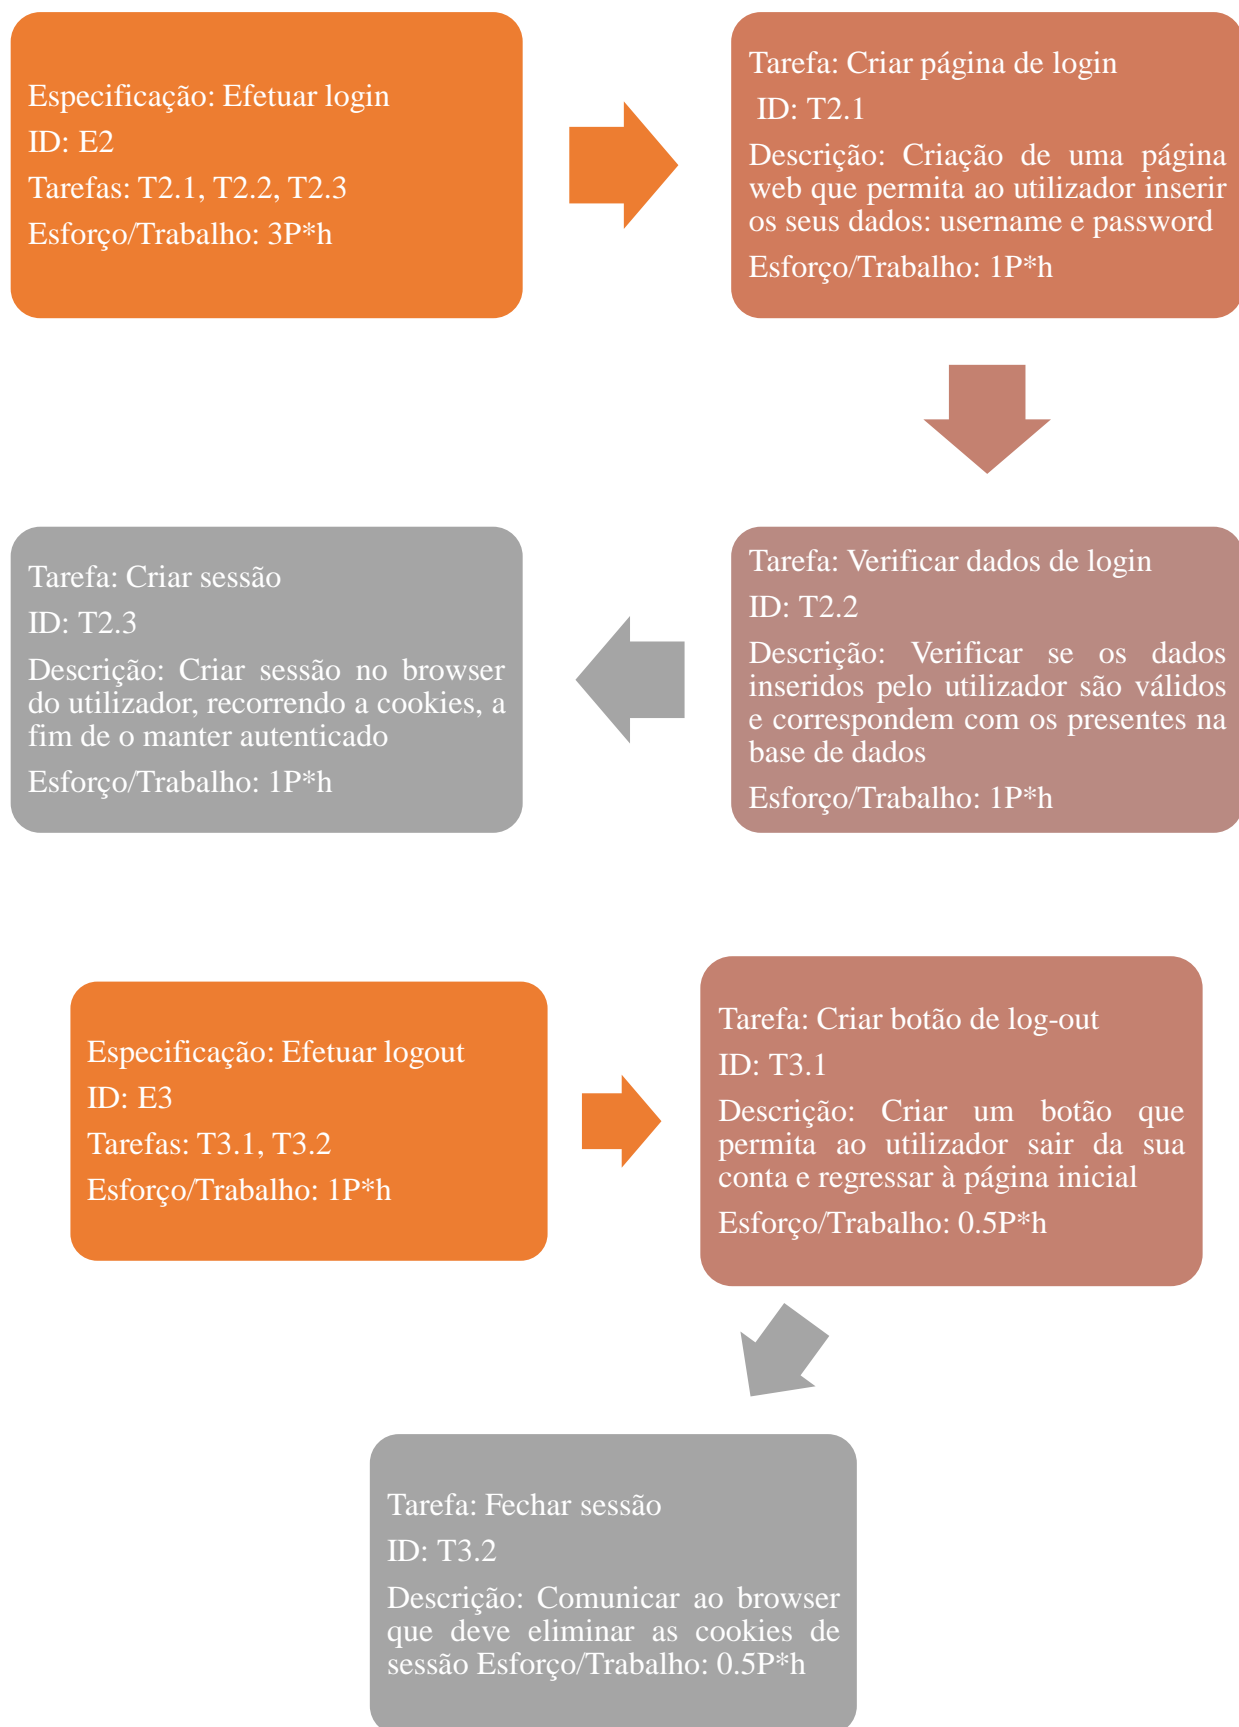 Especificação: Efetuar login
ID: E2
Tarefas: T2.1, T2.2, T2.3
Esforço/Trabalho: 3P*h
Tarefa: Criar página de login
ID: T2.1
Descrição: Criação de uma página
web que permita ao utilizador inserir
os seus dados: username e password
Esforço/Trabalho: 1P*h
Tarefa: Verificar dados de login
ID: T2.2
Descrição: Verificar se os dados
inseridos pelo utilizador são válidos
e correspondem com os presentes na
base de dados
Esforço/Trabalho: 1P*h
Tarefa: Criar sessão
ID: T2.3
Descrição: Criar sessão no browser
do utilizador, recorrendo a cookies, a
fim de o manter autenticado
Esforço/Trabalho: 1P*h
Especificação: Efetuar logout
ID: E3
Tarefas: T3.1, T3.2
Esforço/Trabalho: 1P*h
Tarefa: Criar botão de log-out
ID: T3.1
Descrição: Criar um botão que
permita ao utilizador sair da sua
conta e regressar à página inicial
Esforço/Trabalho: 0.5P*h
Tarefa: Fechar sessão
ID: T3.2
Descrição: Comunicar ao browser
que deve eliminar as cookies de
sessão Esforço/Trabalho: 0.5P*h